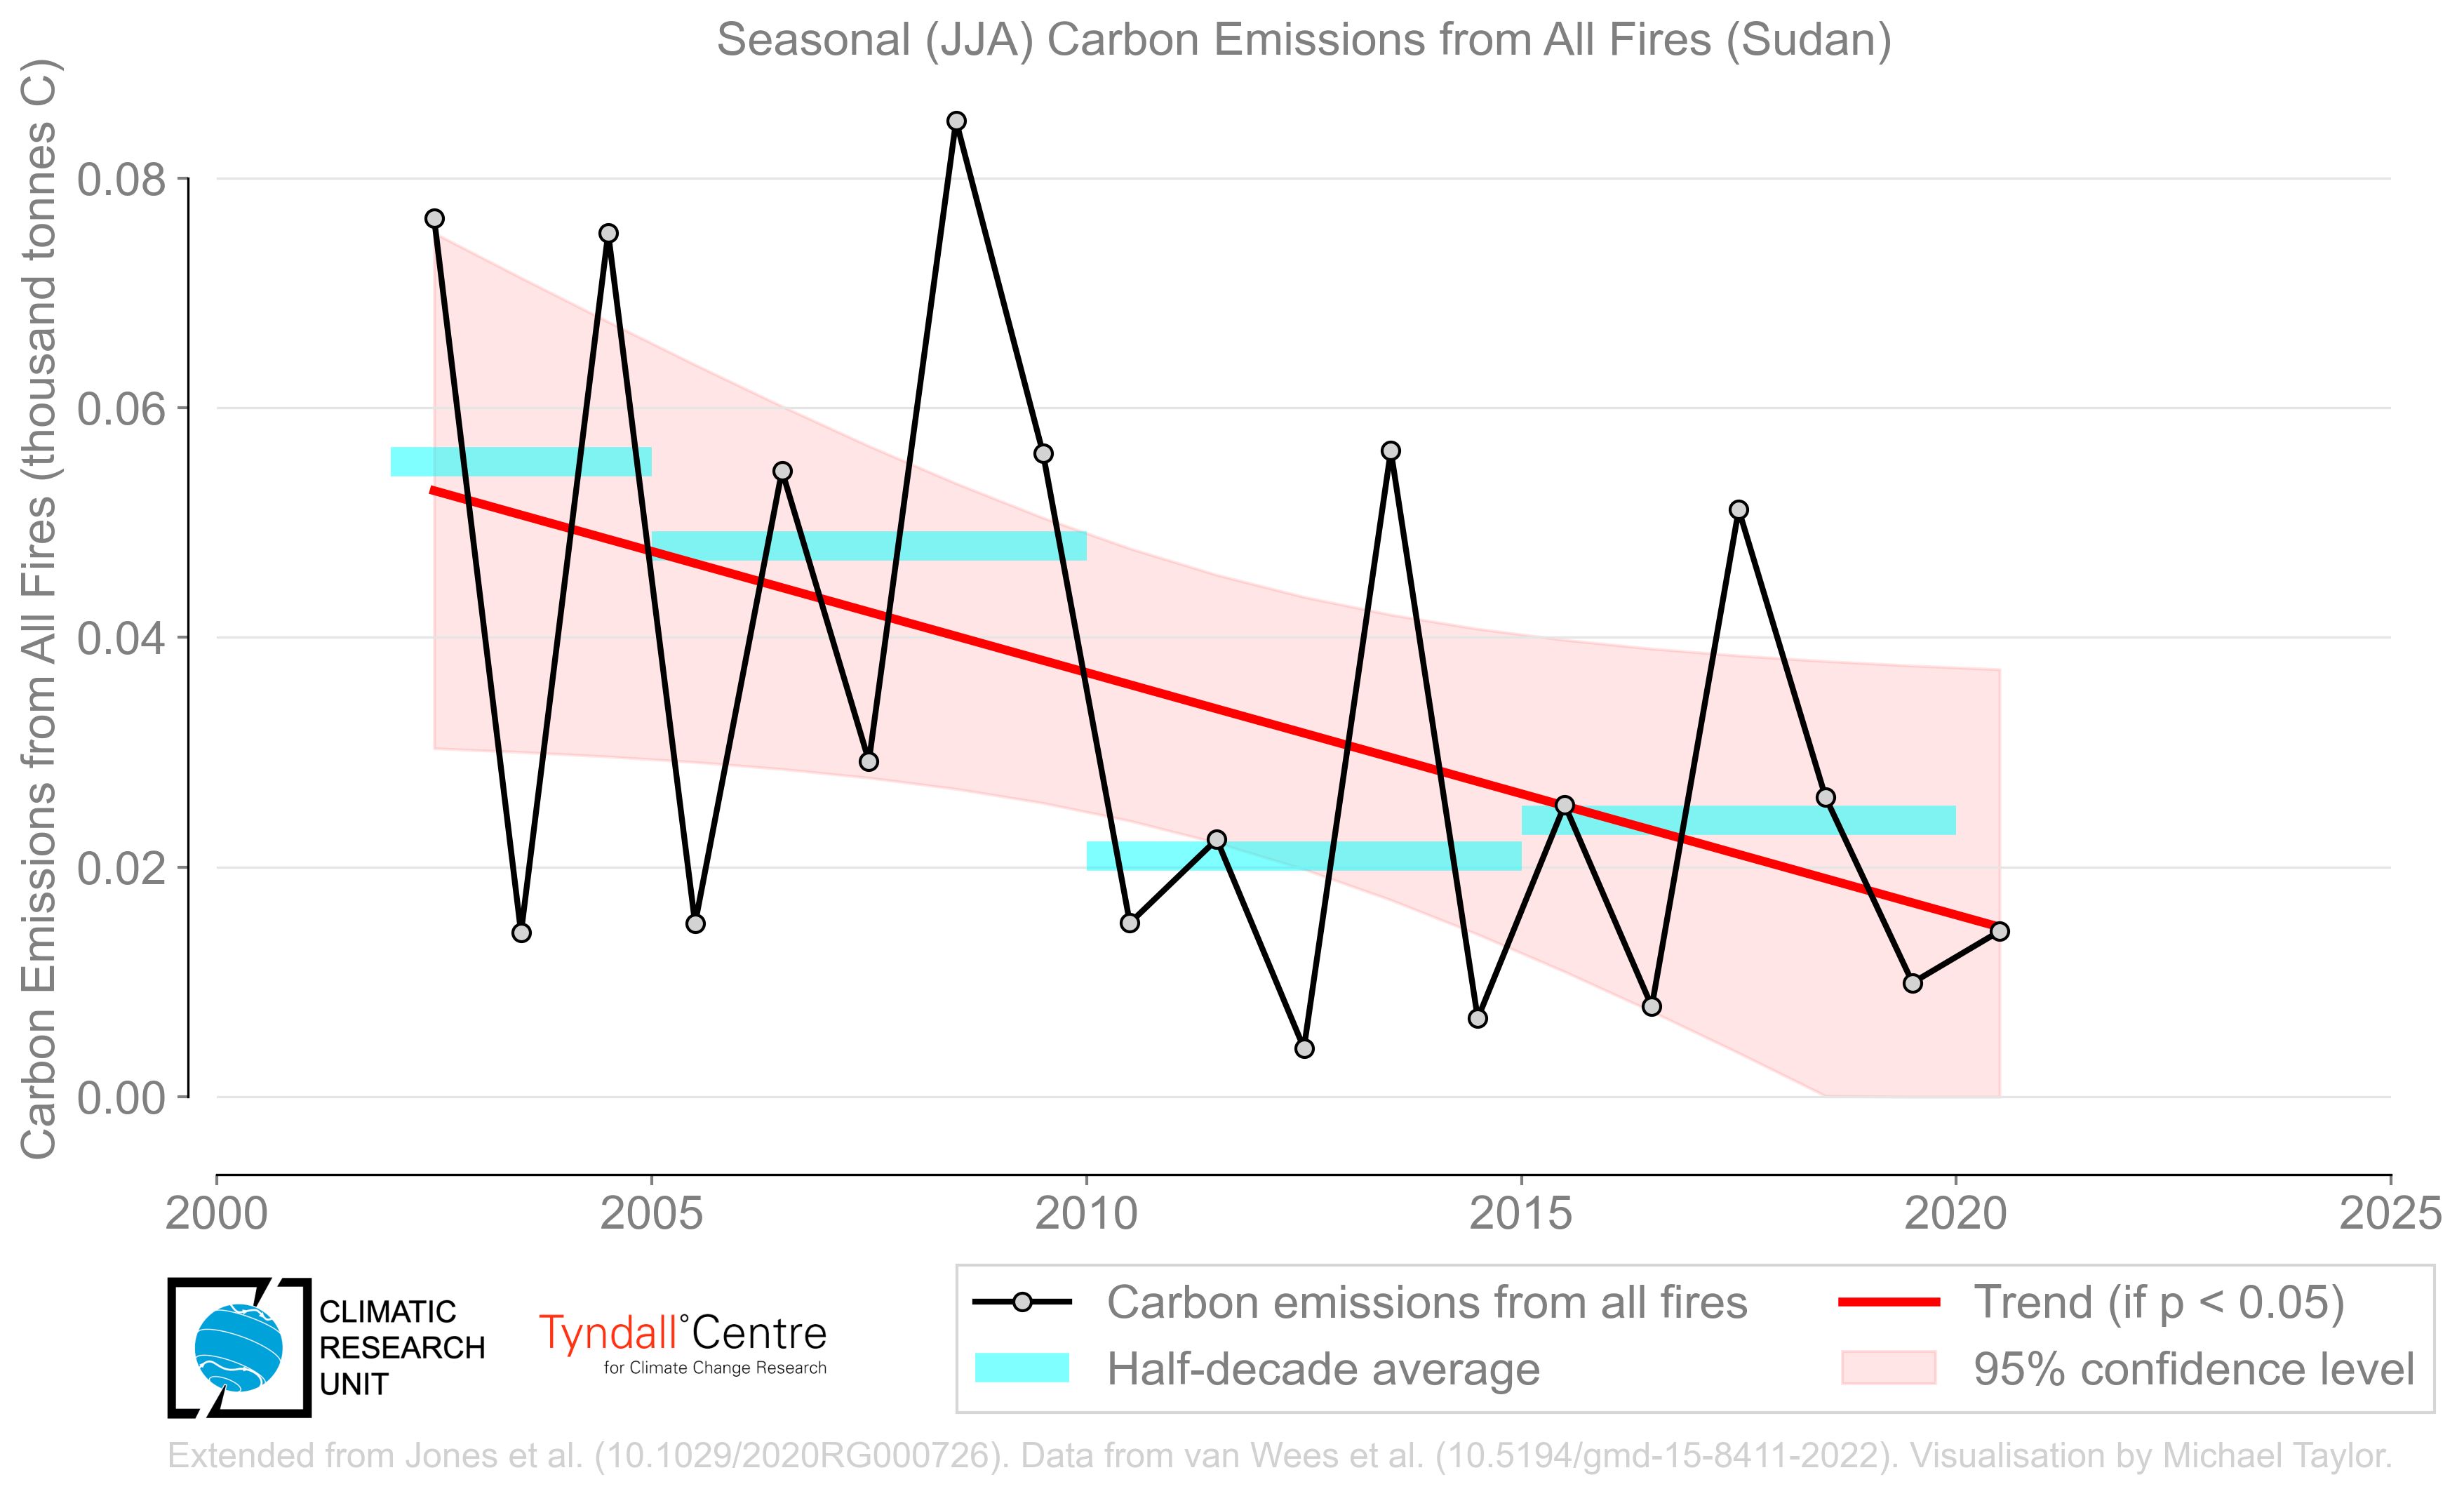 Seasonal (JJA) Carbon Emissions from All Fires (Sudan)
Carbon Emissions from All Fires (thousand tonnes C)
0.08
0.06
0.04
0.02
0.00
2000 2005 2010 2015 2020 2025
CLIMATIC
RESEARCH
UNIT
Tyndall°Centre
for Climate Change Research
Carbon emissions from all fires
Half-decade average
Trend (if p < 0.05)
95% confidence level
Extended from Jones et al. (10.1029/2020RG000726). Data from van Wees et al. (10.5194/gmd-15-8411-2022). Visualisation by Michael Taylor.